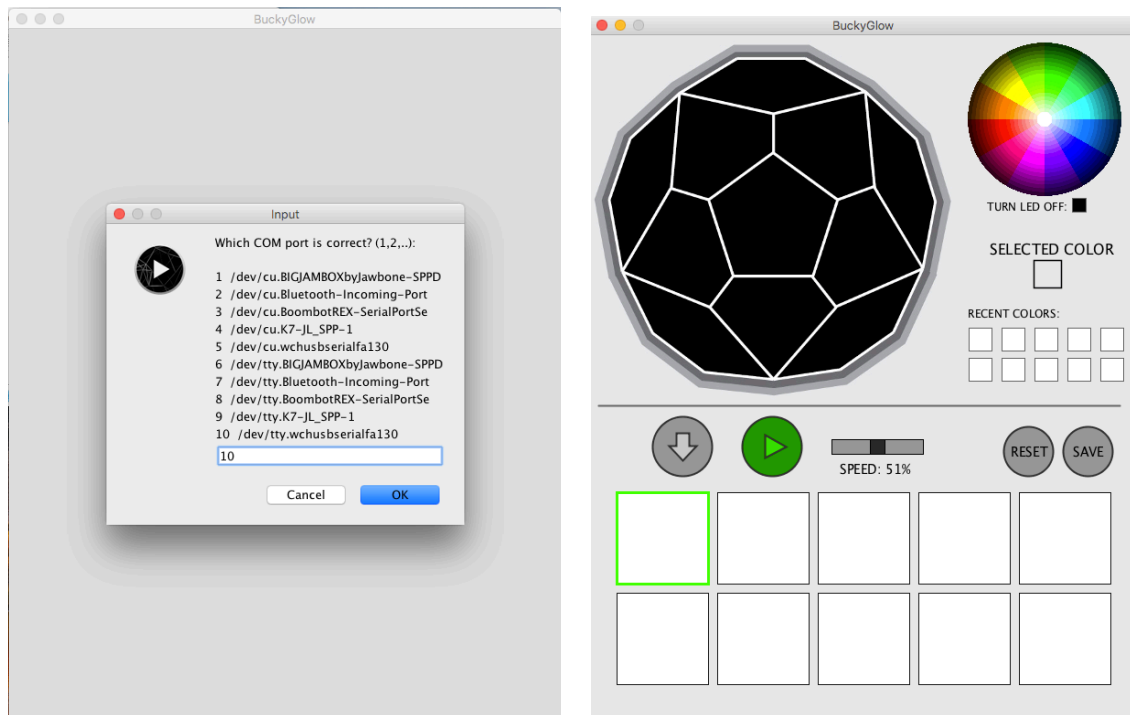 BuckyGlow
Input
Which COM port is correct? (1,2,..):
1 /dev/cu.BIGJAMBOXbyJawbone-SPPD
2 /dev/cu.Bluetooth-Incoming-Port
3 /dev/cu.BoombotREX-SerialPortSe
4 /dev/cu.K7-JL_SPP-1
5 /dev/cu.wchusbserialfa130
6 /dev/tty.BIGJAMBOXbyJawbone-SPPD
7 /dev/tty.Bluetooth-Incoming-Port
8 /dev/tty.BoombotREX-SerialPortSe
9 /dev/tty.K7-JL_SPP-1
10 /dev/tty.wchusbserialfa130
10
Cancel OK
BuckyGlow
TURN LED OFF:
SELECTED COLOR
RECENT COLORS:
SPEED: 51%
RESET SAVE